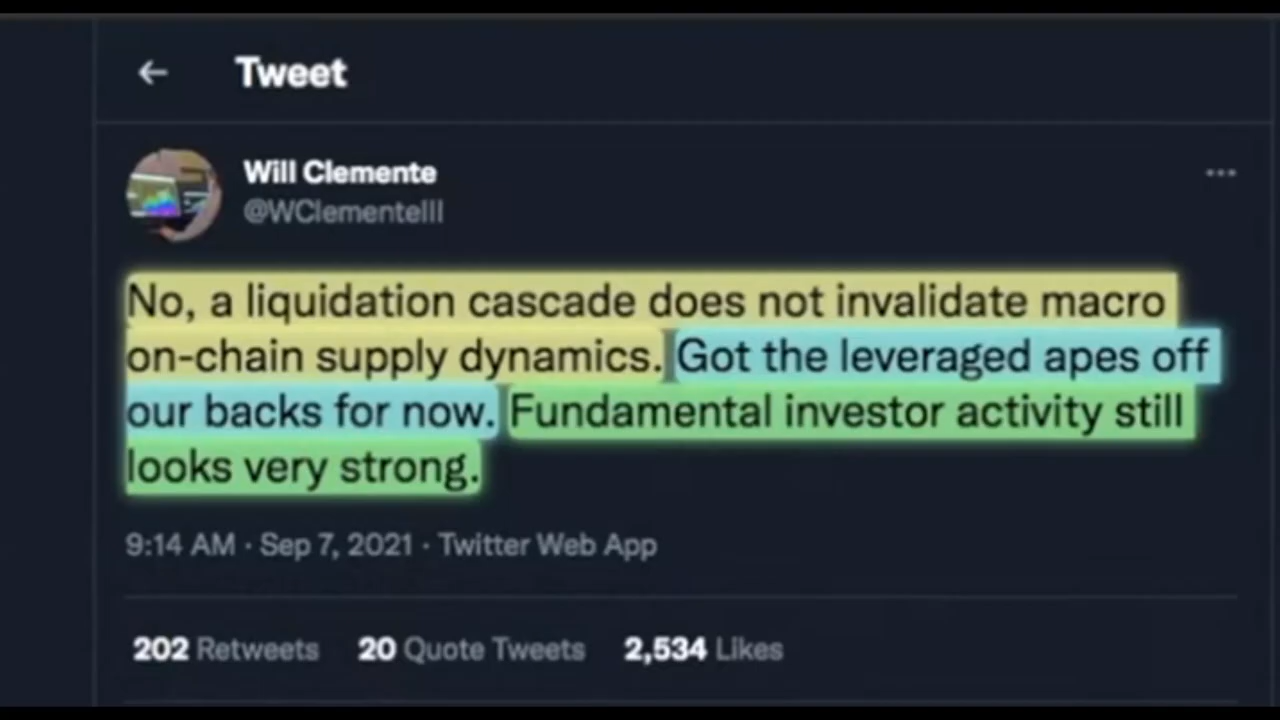 Tweet
Will Clemente
@WClementeIII
No, a liquidation cascade does not invalidate macro
on-chain supply dynamics. Got the leveraged apes off
our backs for now. Fundamental investor activity still
looks very strong.
9:14 AM · Sep 7, 2021 · Twitter Web App
202 Retweets 20 Quote Tweets 2,534 Likes